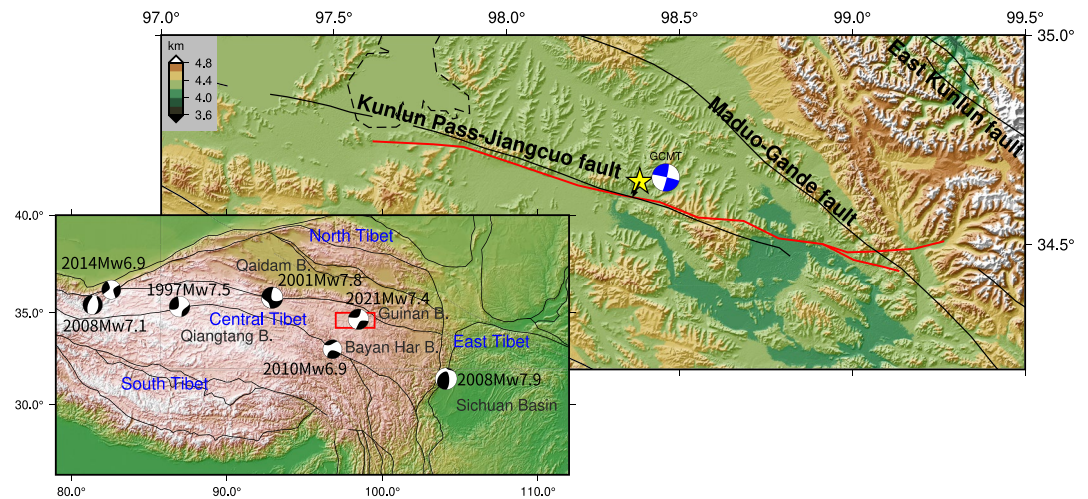 97.0° 97.5° 98.0° 98.5° 99.0° 99.5°
35.0°
km
4.8
4.4
4.0
3.6
East Kunlun fault
Kunlun Pass-Jiangcuo fault
Maduo-Gande fault
GCMT
34.5°
40.0°
North Tibet
2014Mw6.9
Qaidam B.
2001Mw7.8
1997Mw7.5
2021Mw7.4
35.0°
Guinan B.
2008Mw7.1
Central Tibet
Qiangtang B.
Bayan Har B.
East Tibet
2010Mw6.9
South Tibet
2008Mw7.9
30.0°
Sichuan Basin
80.0° 90.0° 100.0° 110.0°